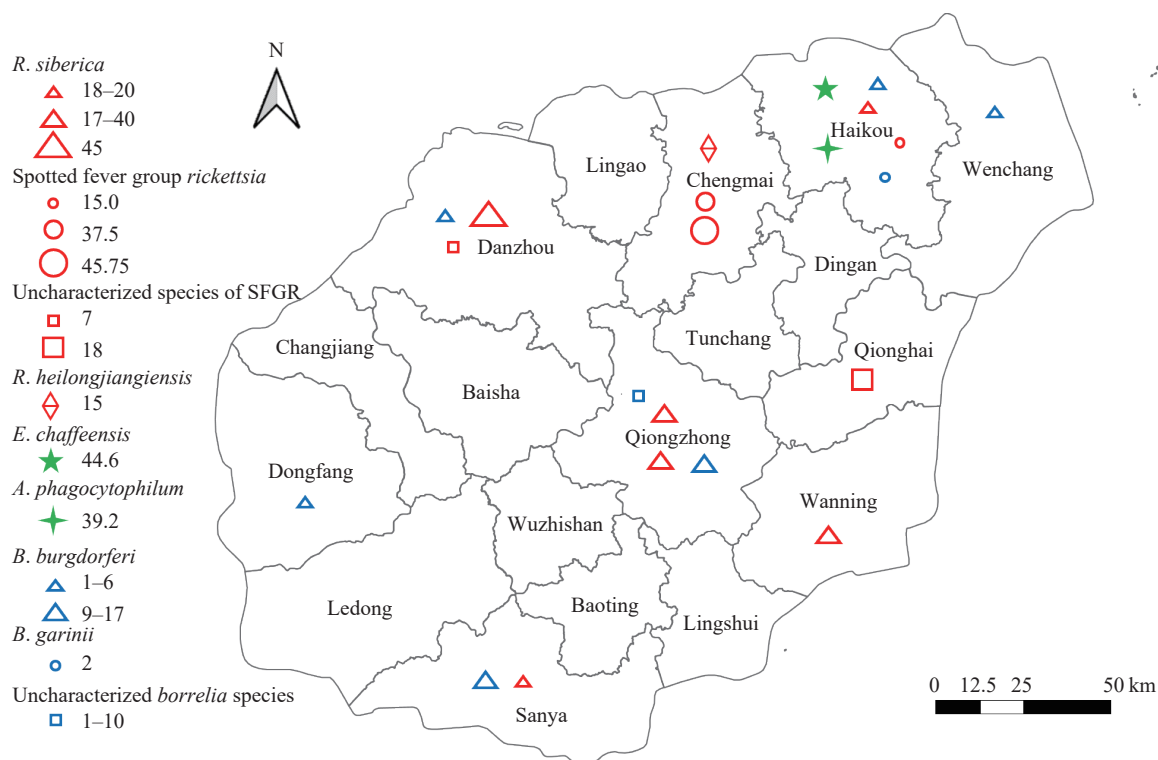 N
R. siberica
18–20
17–40
45
Spotted fever group rickettsia
15.0
37.5
45.75
Uncharacterized species of SFGR
7
18
R. heilongjiangiensis
15
E. chaffeensis
44.6
A. phagocytophilum
39.2
B. burgdorferi
1–6
9–17
B. garinii
2
Uncharacterized borrelia species
1–10
Haikou
Lingao
Wenchang
Chengmai
Danzhou
Dingan
Tunchang
Changjiang
Qionghai
Baisha
Qiongzhong
Dongfang
Wanning
Wuzhishan
Ledong
Baoting
Lingshui
Sanya
0 12.5 25 50 km